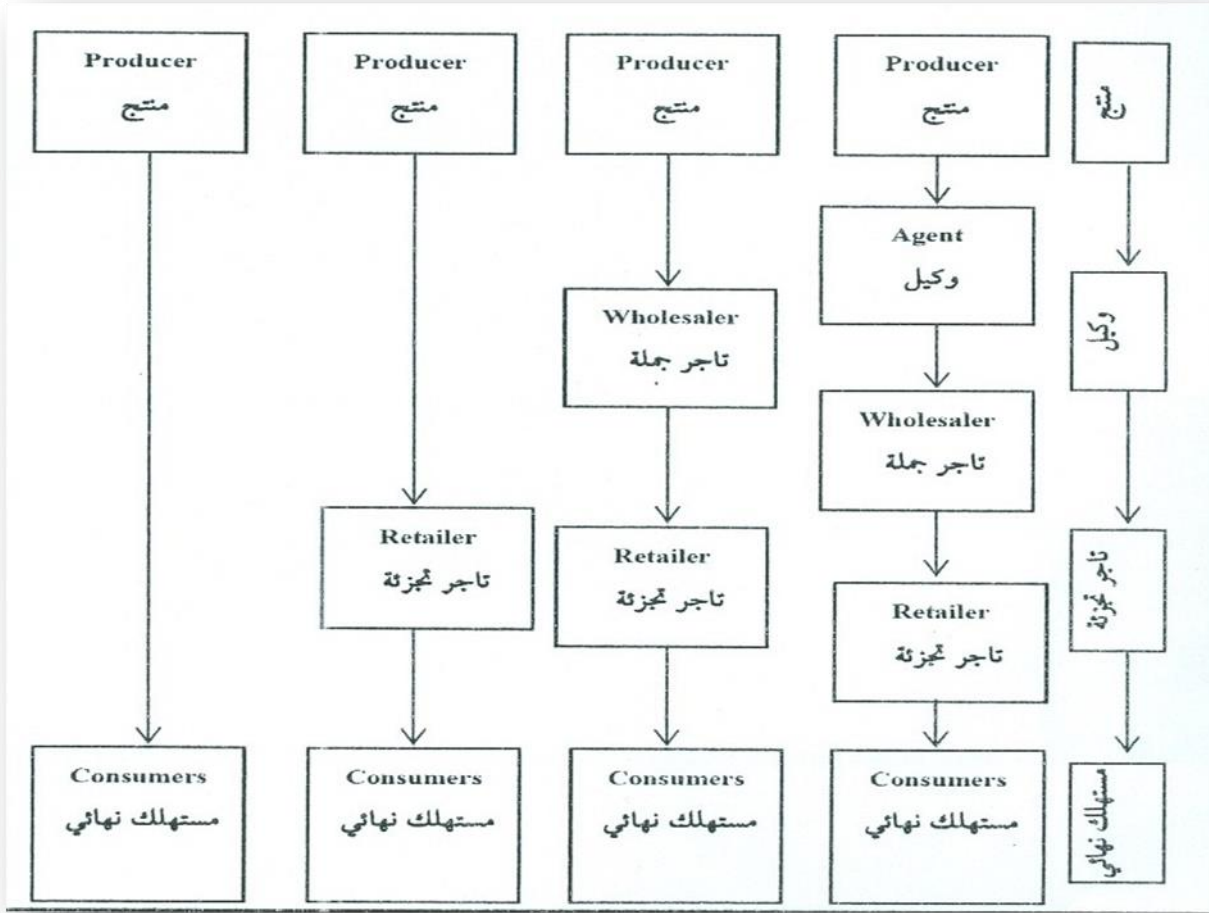 Producer
منتج
Producer
منتج
Producer
منتج
Producer
منتج
منتج
Agent
وكيل
وكيل
Wholesaler
تاجر جملة
Wholesaler
تاجر جملة
Retailer
تاجر تجزئة
Retailer
تاجر تجزئة
Retailer
تاجر تجزئة
تاجر تجزئة
Consumers
مستهلك نهائي
Consumers
مستهلك نهائي
Consumers
مستهلك نهائي
Consumers
مستهلك نهائي
مستهلك نهائي